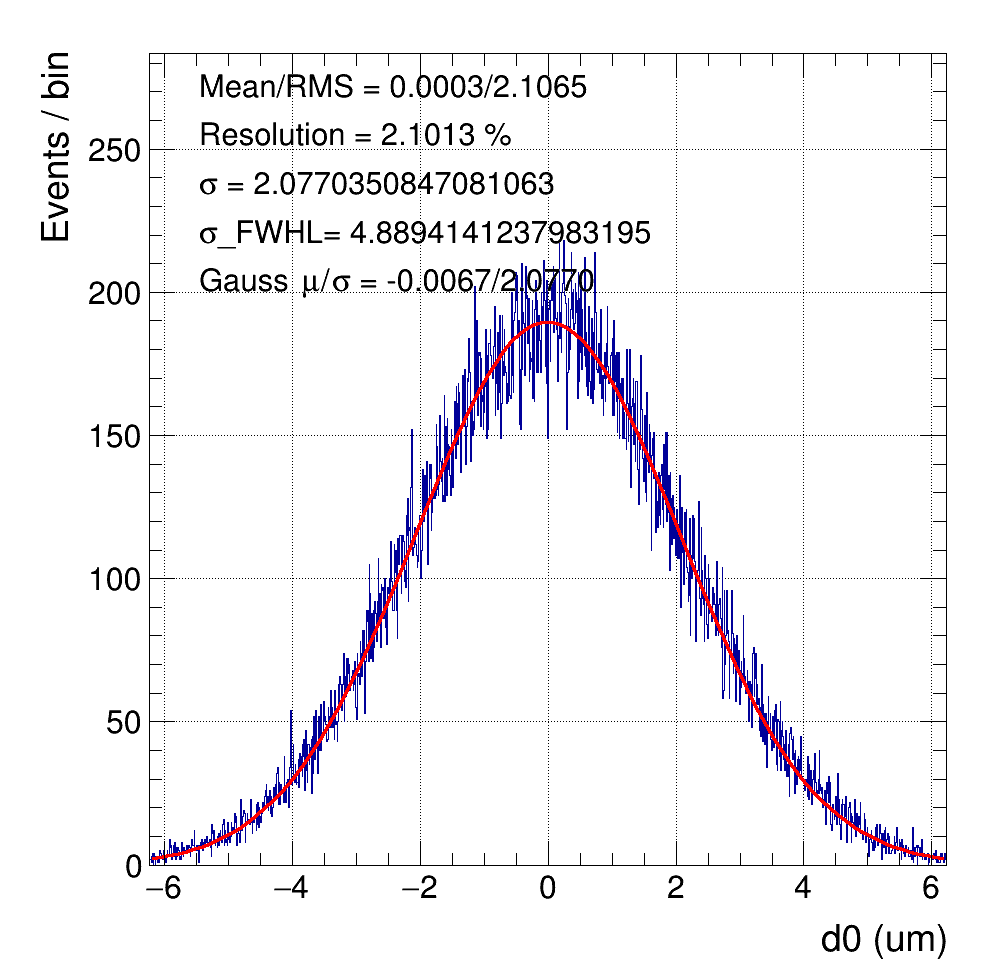 Events / bin
Mean/RMS = 0.0003/2.1065
Resolution = 2.1013 %
σ = 2.0770350847081063
σ_FWHL= 4.8894141237983195
Gauss μ/σ = -0.0067/2.0770
250
200
150
100
50
0
−6 −4 −2 0 2 4 6
d0 (um)